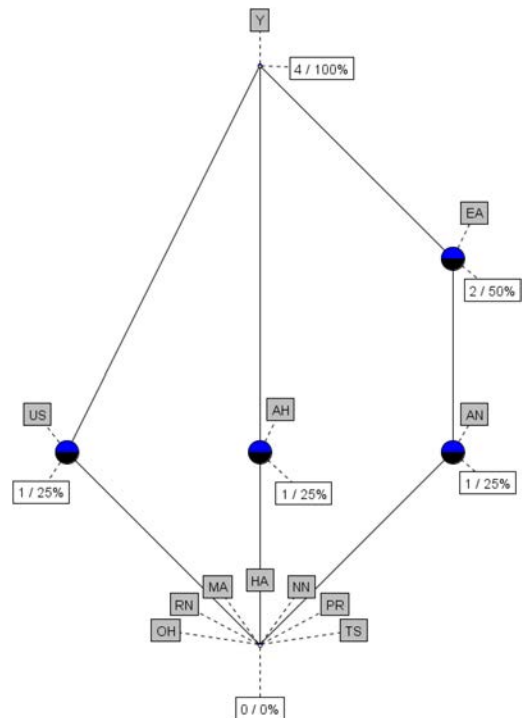 Y
4 / 100%
EA
2 / 50%
US
AH
AN
1 / 25%
1 / 25%
1 / 25%
MA
HA
NN
RN
PR
OH
TS
0 / 0%